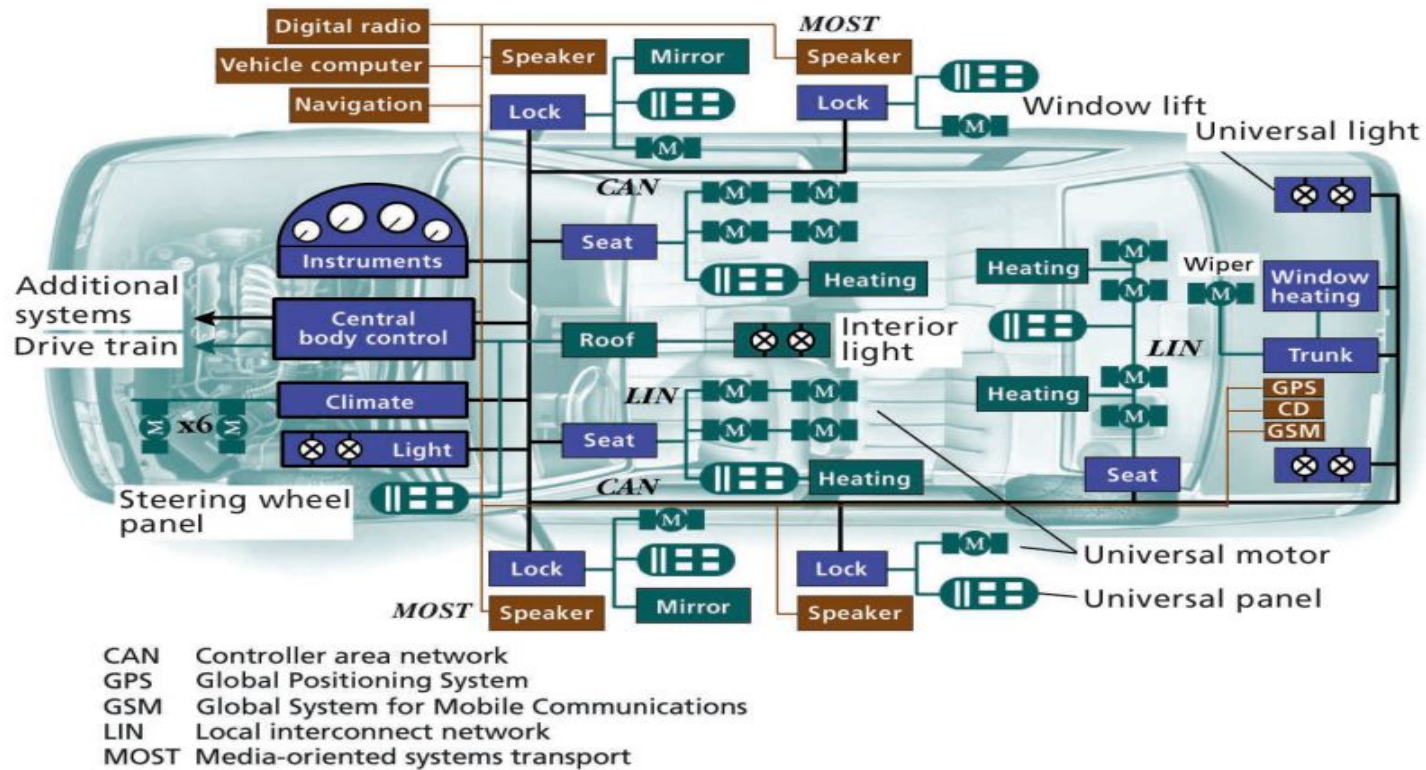 Digital radio
MOST
Vehicle computer
Speaker
Mirror
Speaker
Navigation
Lock
Lock
Window lift
M
M
Universal light
CAN
M
M
Seat
M
M
Instruments
Heating
Heating
M
Wiper
Window
heating
M
M
Additional
systems
Central
body control
Drive train
Roof
Interior
light
LIN
Trunk
LIN
M
M
Heating
M
GPS
Climate
CD
M
x6
M
M
M
M
GSM
Light
Seat
Steering wheel
panel
CAN
Heating
Seat
M
Lock
Lock
M
Universal motor
MOST
Speaker
Mirror
Speaker
Universal panel
CAN Controller area network
GPS Global Positioning System
GSM Global System for Mobile Communications
LIN Local interconnect network
MOST Media-oriented systems transport